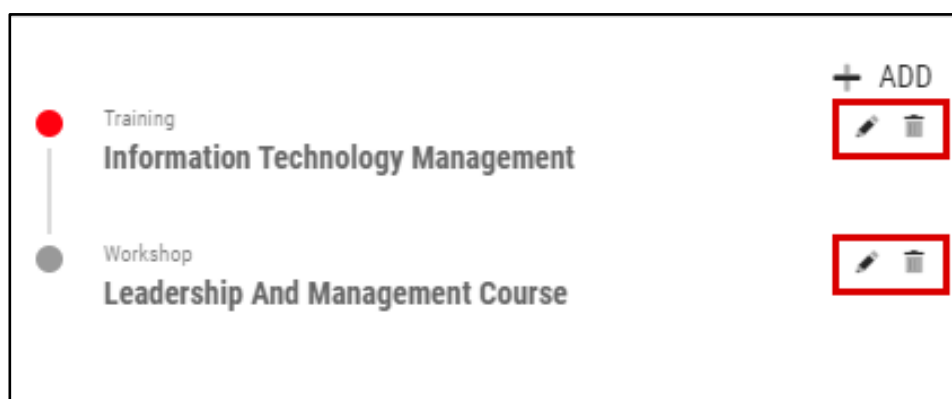 ADD
Training
Information Technology Management
Workshop
Leadership And Management Course